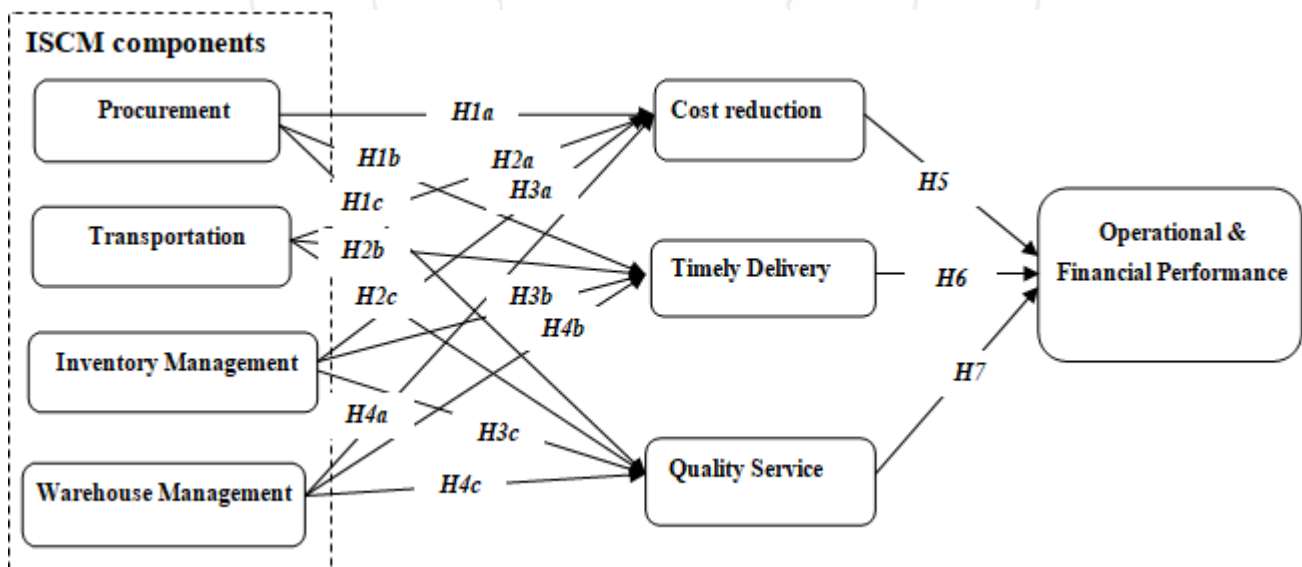 ISCM components
Procurement
H1a
Cost reduction
H1b
H2a
H3a
H5
H1c
Transportation
H2b
Timely Delivery
Operational &
Financial Performance
H6
H2c
H3b
H4b
Inventory Management
H7
H4a
H3c
Quality Service
Warehouse Management
H4c